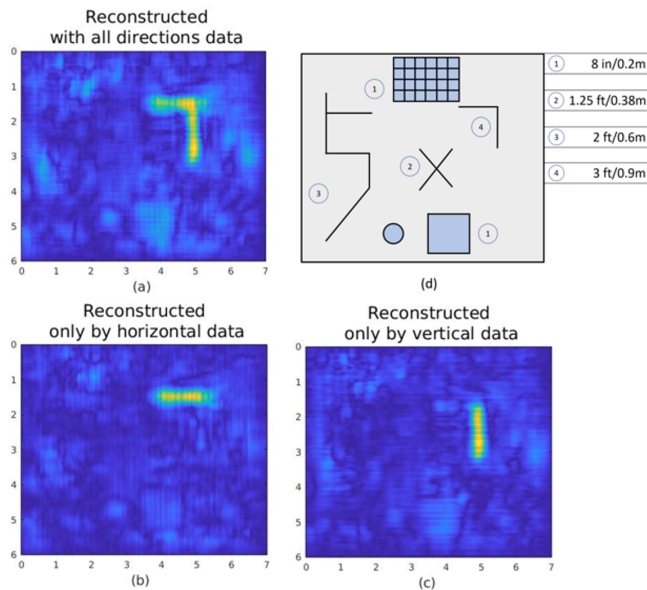 Reconstructed
with all directions data
0
1
2
3
4
5
6
0 1 2 3 4 5 6 7
(a)
1
4
2
3
1
(d)
1 8 in/0.2m
2 1.25 ft/0.38m
3 2 ft/0.6m
4 3 ft/0.9m
Reconstructed
only by horizontal data
0
1
2
3
4
5
6
0 1 2 3 4 5 6 7
(b)
Reconstructed
only by vertical data
0
1
2
3
4
5
6
0 1 2 3 4 5 6 7
(c)